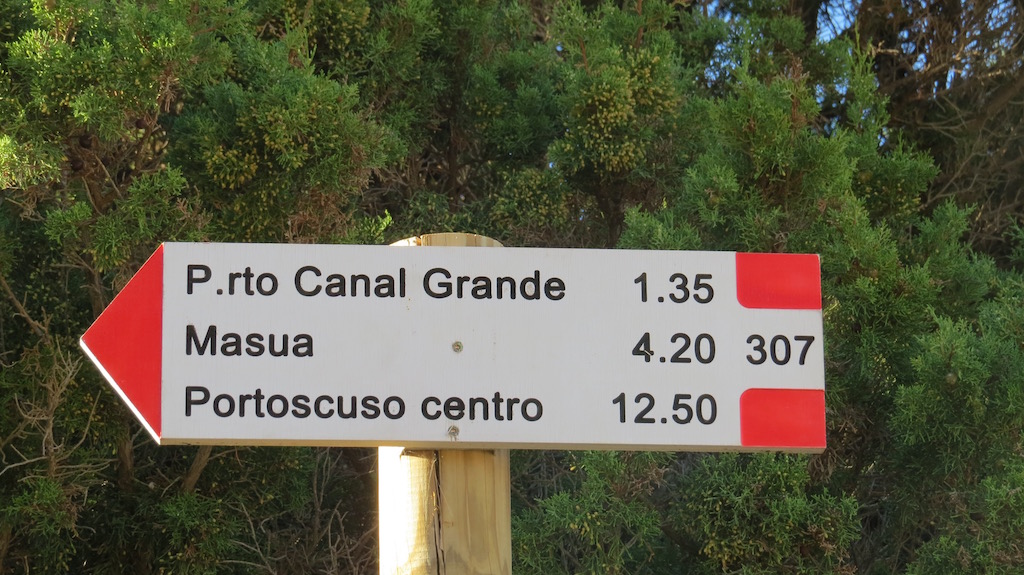 P.rto Canal Grande 1.35
Masua 4.20 307
Portoscuso centro 12.50